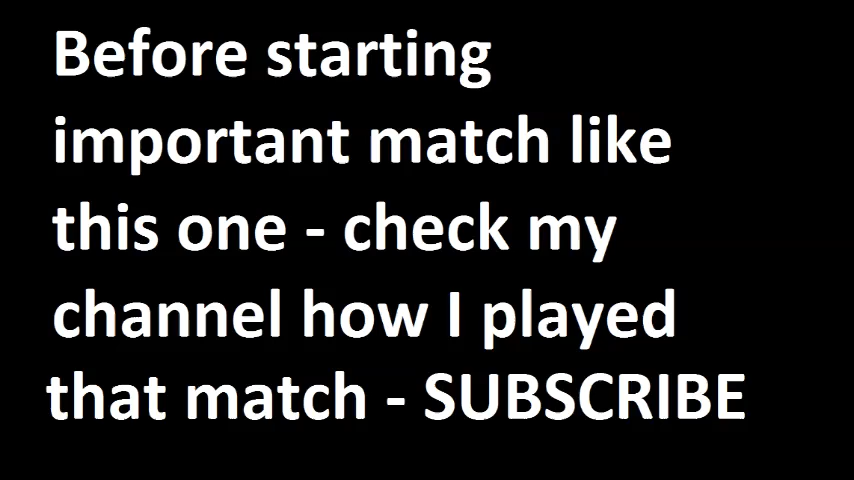 Before starting
important match like
this one - check my
channel how I played
that match - SUBSCRIBE